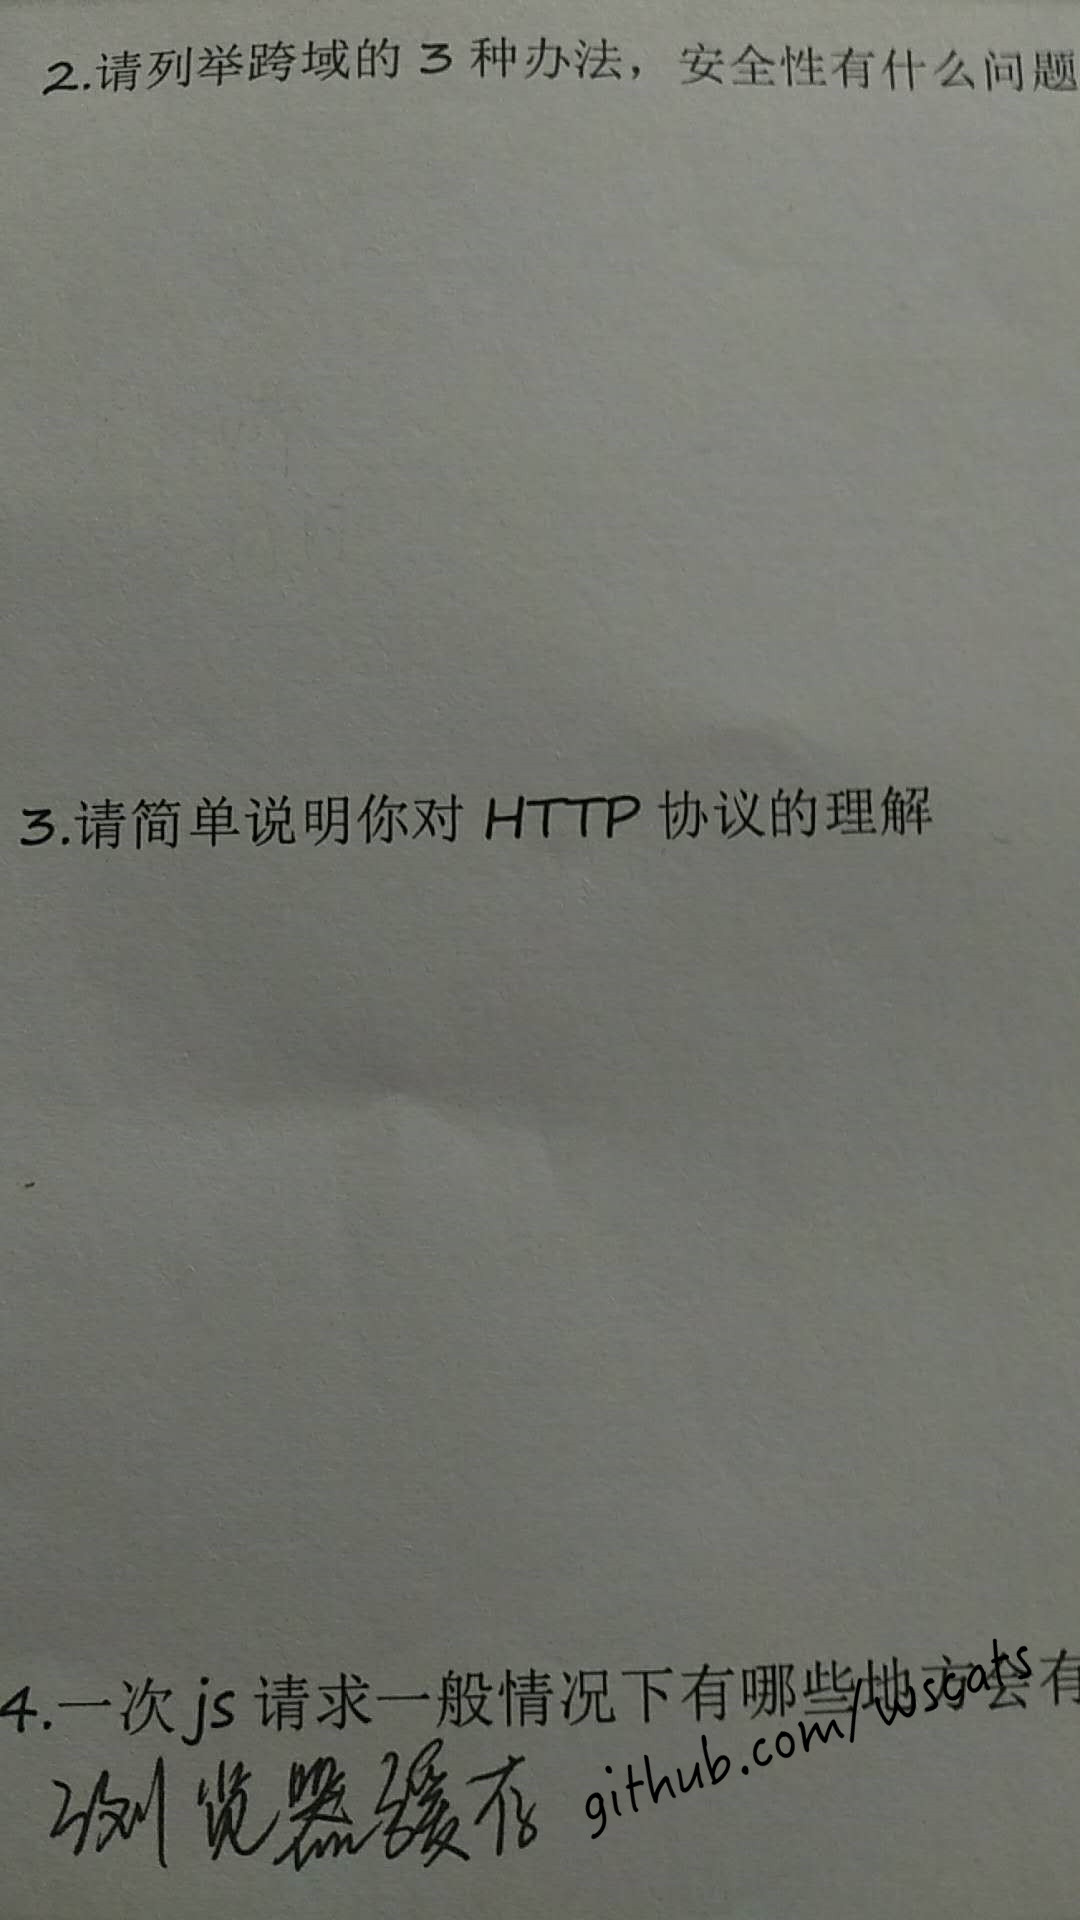 2.请列举跨域的 3 种办法，安全性有什么问题
3.请简单说明你对 HTTP 协议的理解
4.一次 js 请求一般情况下有哪些地方会有
浏览器缓存
github.com/Wscats